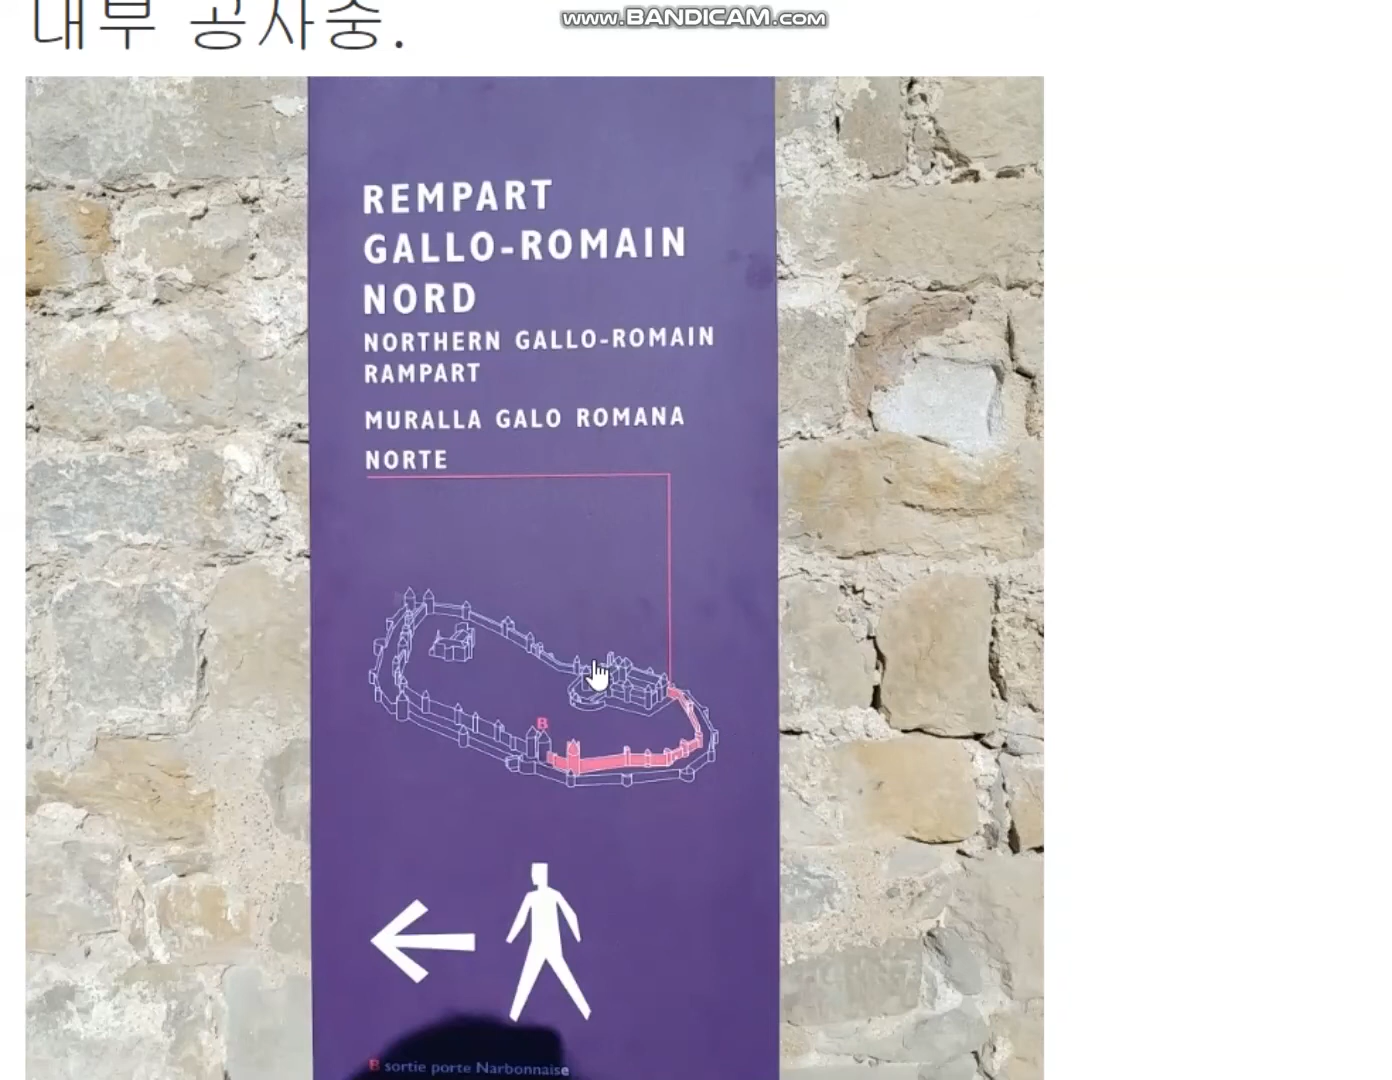 내부 공사중.
www.BANDICAM.com
REMPART
GALLO-ROMAIN
NORD
NORTHERN GALLO-ROMAIN
RAMPART
MURALLA GALO ROMANA
NORTE
B
B sortie porte Narbonnaise